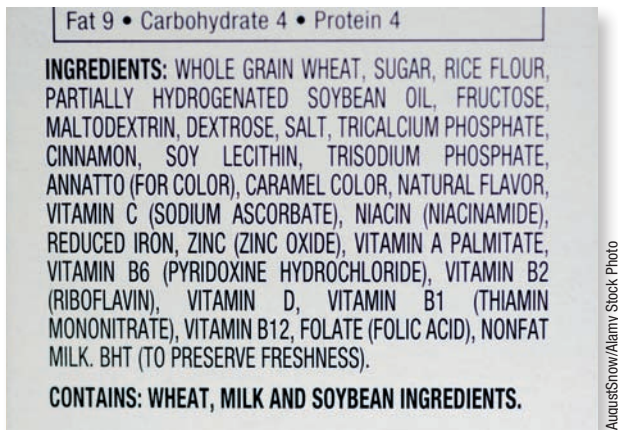 Fat 9 • Carbohydrate 4 • Protein 4
INGREDIENTS: WHOLE GRAIN WHEAT, SUGAR, RICE FLOUR,
PARTIALLY HYDROGENATED SOYBEAN OIL, FRUCTOSE,
MALTODEXTRIN, DEXTROSE, SALT, TRICALCIUM PHOSPHATE,
CINNAMON, SOY LECITHIN, TRISODIUM PHOSPHATE,
ANNATTO (FOR COLOR), CARAMEL COLOR, NATURAL FLAVOR,
VITAMIN C (SODIUM ASCORBATE), NIACIN (NIACINAMIDE),
REDUCED IRON, ZINC (ZINC OXIDE), VITAMIN A PALMITATE,
VITAMIN B6 (PYRIDOXINE HYDROCHLORIDE), VITAMIN B2
(RIBOFLAVIN), VITAMIN D, VITAMIN B1 (THIAMIN
MONONITRATE), VITAMIN B12, FOLATE (FOLIC ACID), NONFAT
MILK. BHT (TO PRESERVE FRESHNESS).
CONTAINS: WHEAT, MILK AND SOYBEAN INGREDIENTS.
AugustSnow/Alamy Stock Photo